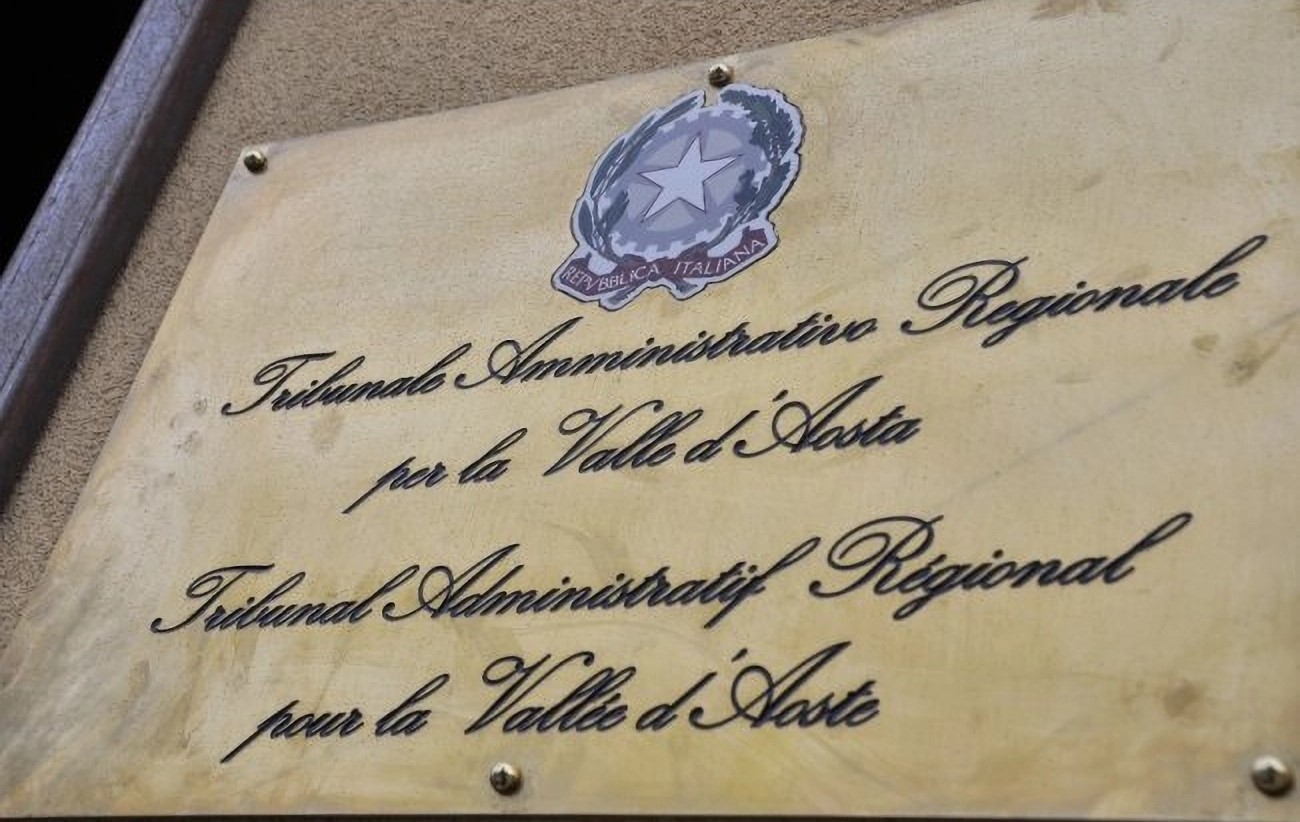 REPVBBLICA ITALIANA
Tribunale Amministrativo Regionale
per la Valle d'Aosta
Tribunal Administratif Régional
pour la Vallée d'Aoste